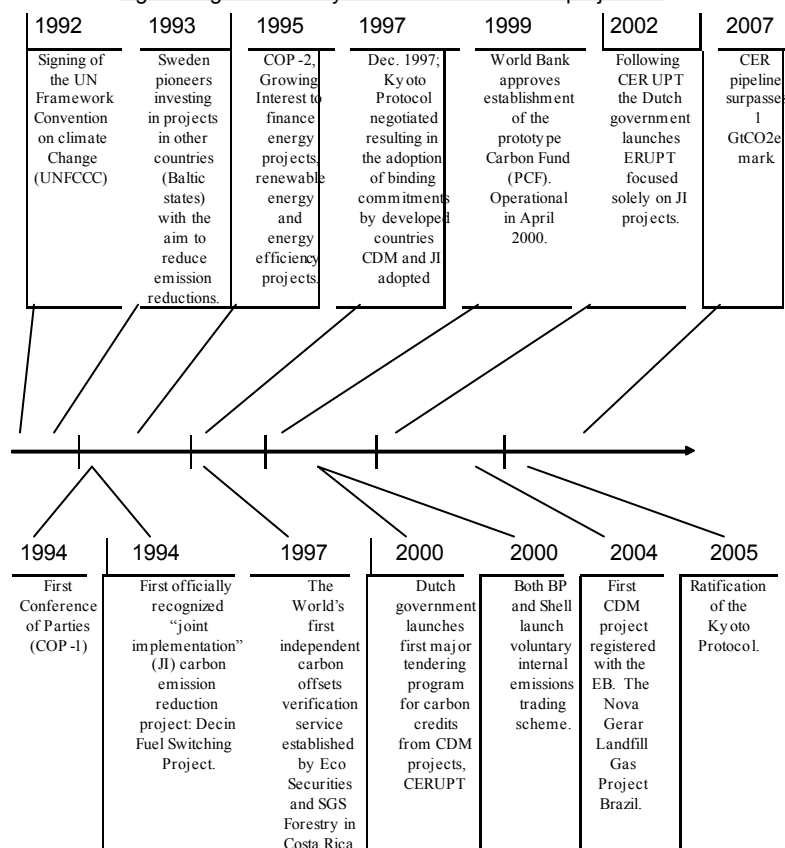 1992
Signing of
the UN
Framework
Convention
on climate
Change
(UNFCCC)
1993
Sweden
pioneers
investing
in projects
in other
countries
(Baltic
states)
with the
aim to
reduce
emission
reductions.
1995
COP-2,
Growing
Interest to
finance
energy
projects,
renewable
energy
and
energy
efficiency
projects.
1997
Dec. 1997;
Kyoto
Protocol
negotiated
resulting in
the adoption
of binding
commitments
by developed
countries
CDM and JI
adopted
1999
World Bank
approves
establishment
of the
prototype
Carbon Fund
(PCF).
Operational
in April
2000.
2002
Following
CERUPT
the Dutch
government
launches
ERUPT
focused
solely on JI
projects.
2007
CER
pipeline
surpasses
1
GtCO2e
mark
1994
First
Conference
of Parties
(COP-1)
1994
First officially
recognized
“joint
implementation”
(JI) carbon
emission
reduction
project: Decin
Fuel Switching
Project.
1997
The
World’s
first
independent
carbon
offsets
verification
service
established
by Eco
Securities
and SGS
Forestry in
Costa Rica
2000
Dutch
government
launches
first major
tendering
program
for carbon
credits
from CDM
projects,
CERUPT
2000
Both BP
and Shell
launch
voluntary
internal
emissions
trading
scheme.
2004
First
CDM
project
registered
with the
EB. The
Nova
Gerar
Landfill
Gas
Project
Brazil.
2005
Ratification
of the
Kyoto
Protocol.